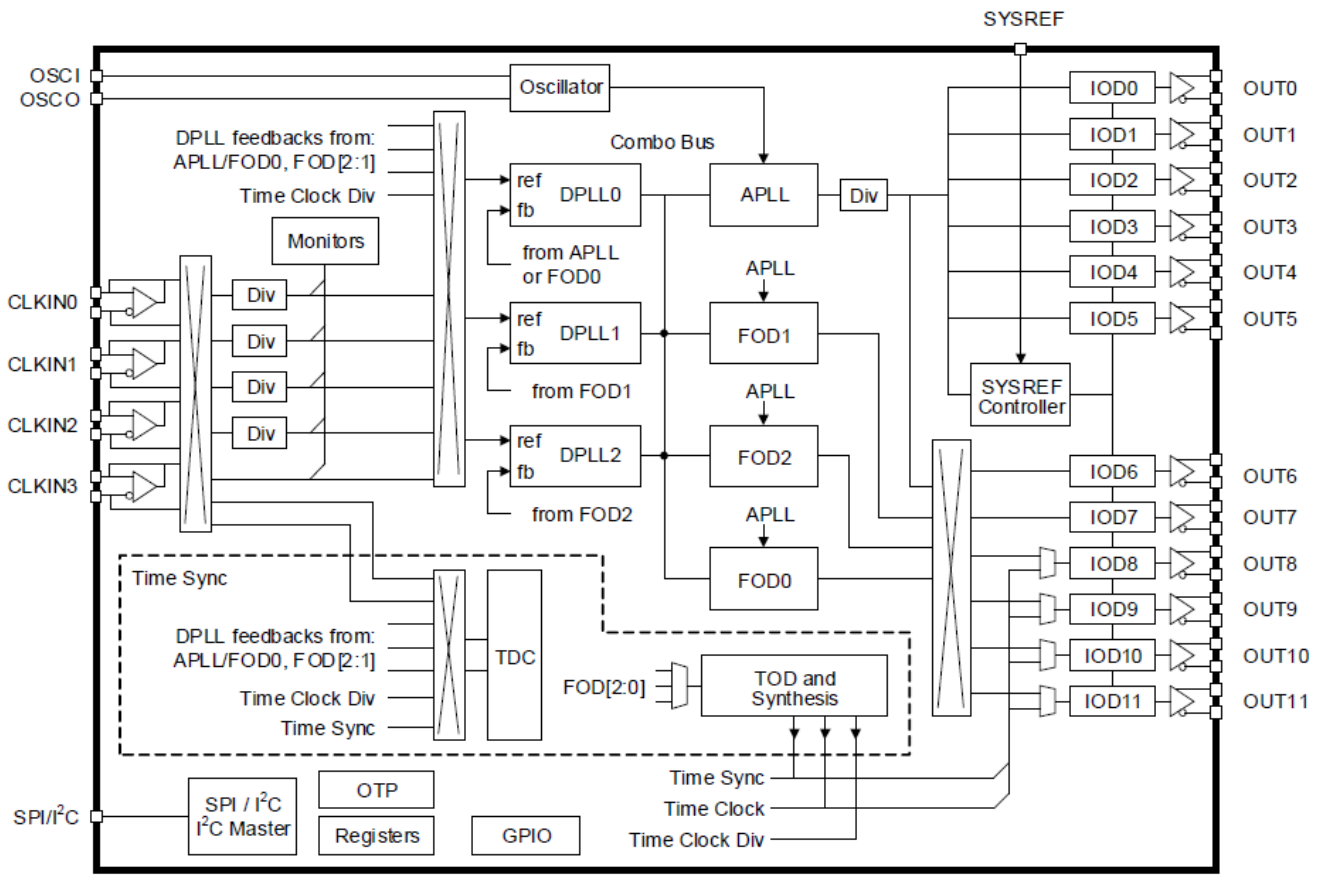 SYSREF
OSCI
OSCO
Oscillator
IOD0
OUT0
DPLL feedbacks from:
APLL/FOD0, FOD[2:1]
Time Clock Div
Combo Bus
IOD1
OUT1
ref
fb
DPLL0
APLL
Div
IOD2
OUT2
Monitors
IOD3
OUT3
from APLL
or FOD0
APLL
IOD4
OUT4
CLKIN0
Div
ref
fb
DPLL1
FOD1
IOD5
OUT5
CLKIN1
Div
Div
from FOD1
APLL
SYSREF
Controller
CLKIN2
Div
ref
fb
DPLL2
FOD2
CLKIN3
IOD6
OUT6
from FOD2
APLL
IOD7
OUT7
Time Sync
FOD0
IOD8
OUT8
IOD9
OUT9
DPLL feedbacks from:
APLL/FOD0, FOD[2:1]
Time Clock Div
Time Sync
TDC
FOD[2:0]
TOD and
Synthesis
IOD10
OUT10
IOD11
OUT11
Time Sync
Time Clock
Time Clock Div
SPI/I²C
SPI / I²C
I²C Master
OTP
Registers
GPIO